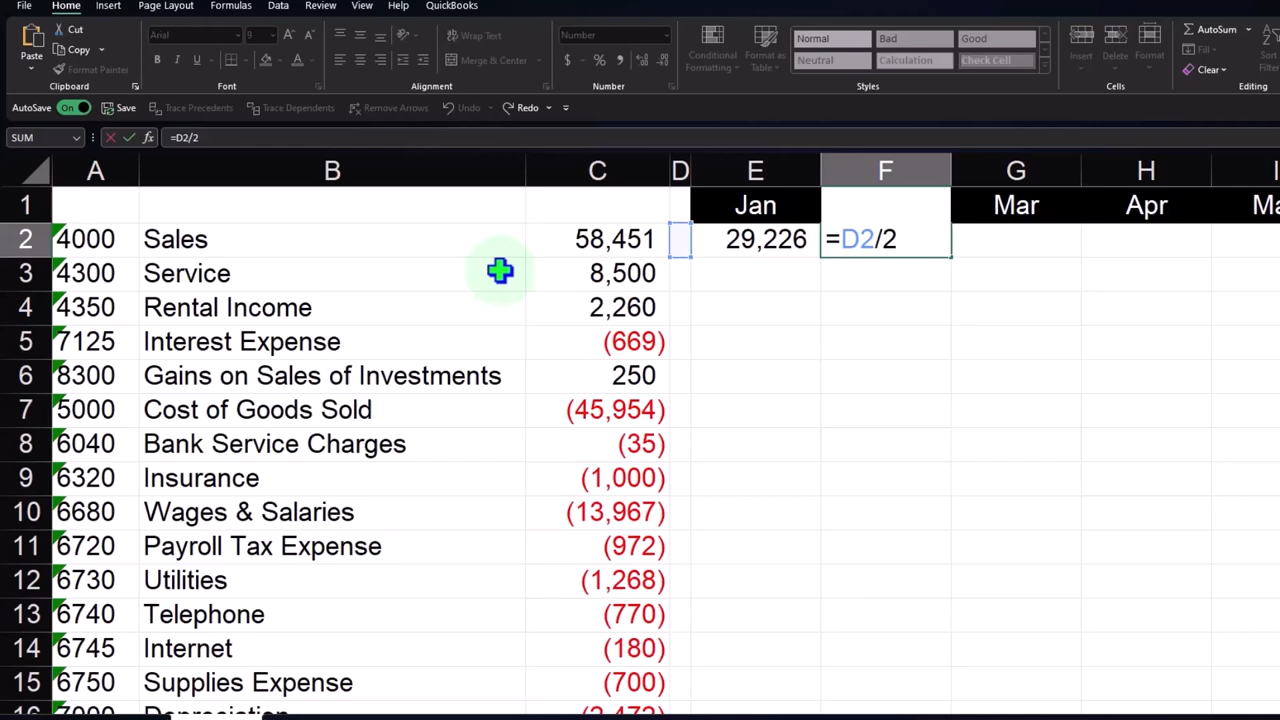 File Home Insert Page Layout Formulas Data Review View Help QuickBooks
Paste Cut Copy Format Painter Clipboard
Arial 9 B I U A Font
Wrap Text Merge & Center Alignment
Number $ % Number
Conditional Formatting Format as Table Normal Bad Good Neutral Calculation Check Cell Styles
Insert Delete Format Cells
AutoSum Fill Clear Sort Filter Editing
AutoSave On Save Trace Precedents Trace Dependents Remove Arrows Undo Redo
SUM fx =D2/2
A B C D E F G H I
1 Jan Mar Apr
2 4000 Sales 58,451 29,226 =D2/2
3 4300 Service 8,500
4 4350 Rental Income 2,260
5 7125 Interest Expense (669)
6 8300 Gains on Sales of Investments 250
7 5000 Cost of Goods Sold (45,954)
8 6040 Bank Service Charges (35)
9 6320 Insurance (1,000)
10 6680 Wages & Salaries (13,967)
11 6720 Payroll Tax Expense (972)
12 6730 Utilities (1,268)
13 6740 Telephone (770)
14 6745 Internet (180)
15 6750 Supplies Expense (700)
16 7000 Depreciation (2,472)